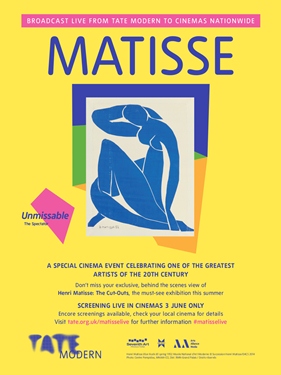 BROADCAST LIVE FROM TATE MODERN TO CINEMAS NATIONWIDE
MATISSE
Unmissable
The Spectator
A SPECIAL CINEMA EVENT CELEBRATING ONE OF THE GREATEST
ARTISTS OF THE 20TH CENTURY
Don't miss your exclusive, behind the scenes view of
Henri Matisse: The Cut-Outs, the must-see exhibition this summer
SCREENING LIVE IN CINEMAS 3 JUNE ONLY
Encore screenings available, check your local cinema for details
Visit tate.org.uk/matisselive for further information #matisselive
TATE
MODERN
Seventh Art